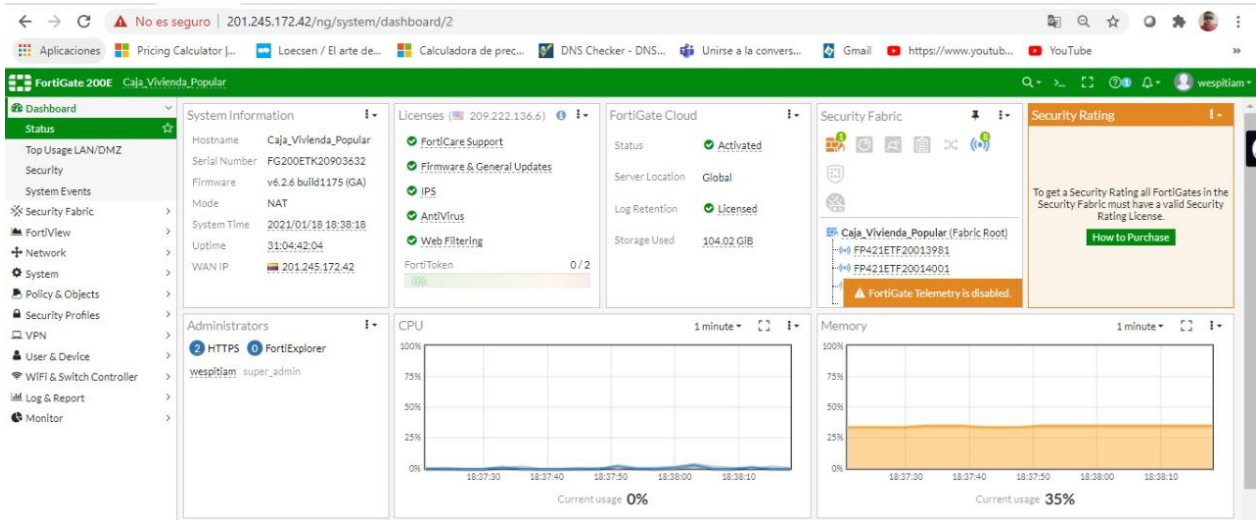 No es seguro | 201.245.172.42/ng/system/dashboard/2
Aplicaciones Pricing Calculator |... Loecsen / El arte de... Calculadora de prec... DNS Checker - DNS... Unirse a la convers... Gmail https://www.youtub... YouTube »
FortiGate 200E Caja_Vivienda_Popular
wespitiam
Dashboard
Status
Top Usage LAN/DMZ
Security
System Events
Security Fabric
FortiView
Network
System
Policy & Objects
Security Profiles
VPN
User & Device
WiFi & Switch Controller
Log & Report
Monitor
System Information
Hostname Caja_Vivienda_Popular
Serial Number FG200ETK20903632
Firmware v6.2.6 build1175 (GA)
Mode NAT
System Time 2021/01/18 18:38:18
Uptime 31:04:42:04
WAN IP 201.245.172.42
Licenses (209.222.136.6)
FortiCare Support
Firmware & General Updates
IPS
AntiVirus
Web Filtering
FortiToken 0 / 2
0%
FortiGate Cloud
Status Activated
Server Location Global
Log Retention Licensed
Storage Used 104.02 GiB
Security Fabric
Caja_Vivienda_Popular (Fabric Root)
FP421ETF20013981
FP421ETF20014001
FortiGate Telemetry is disabled.
Security Rating
To get a Security Rating all FortiGates in the
Security Fabric must have a valid Security
Rating License.
How to Purchase
Administrators
2 HTTPS 0 FortiExplorer
wespitiam super_admin
CPU 1 minute
100%
75%
50%
25%
0%
18:37:30 18:37:40 18:37:50 18:38:00 18:38:10
Current usage 0%
Memory 1 minute
100%
75%
50%
25%
0%
18:37:30 18:37:40 18:37:50 18:38:00 18:38:10
Current usage 35%